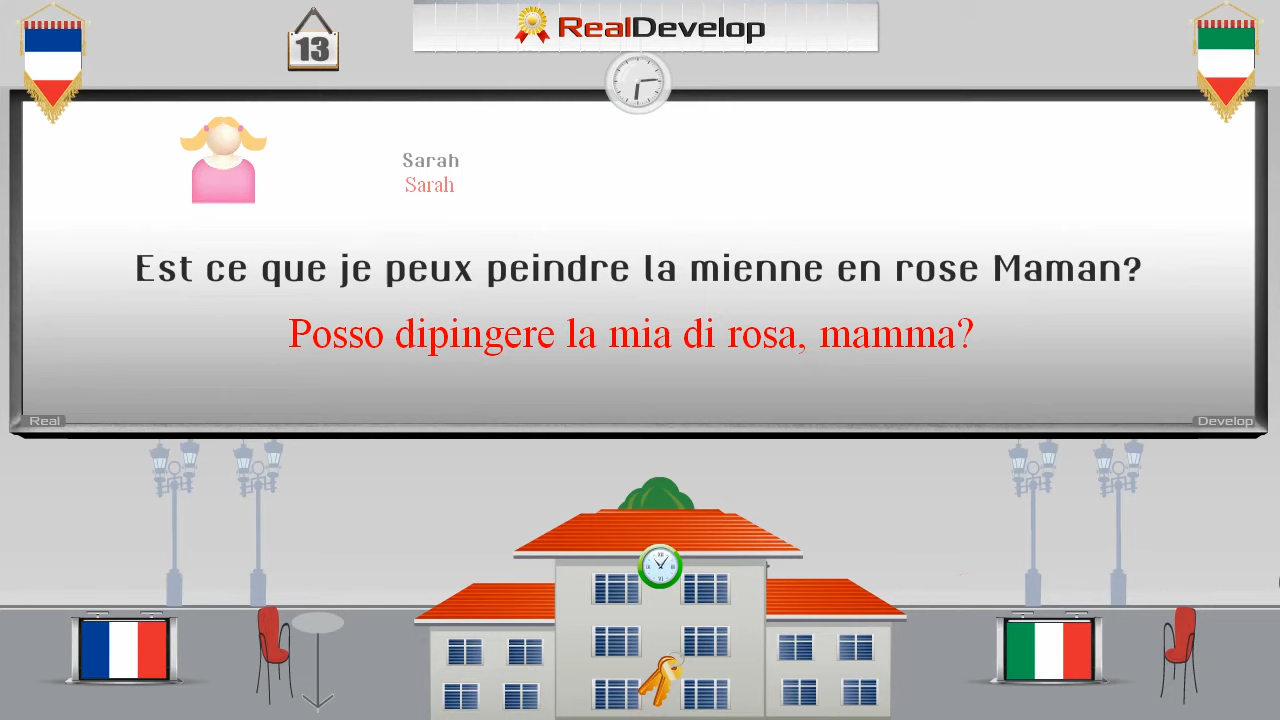 13
RealDevelop
Sarah
Sarah
Est ce que je peux peindre la mienne en rose Maman?
Posso dipingere la mia di rosa, mamma?
Real
Develop